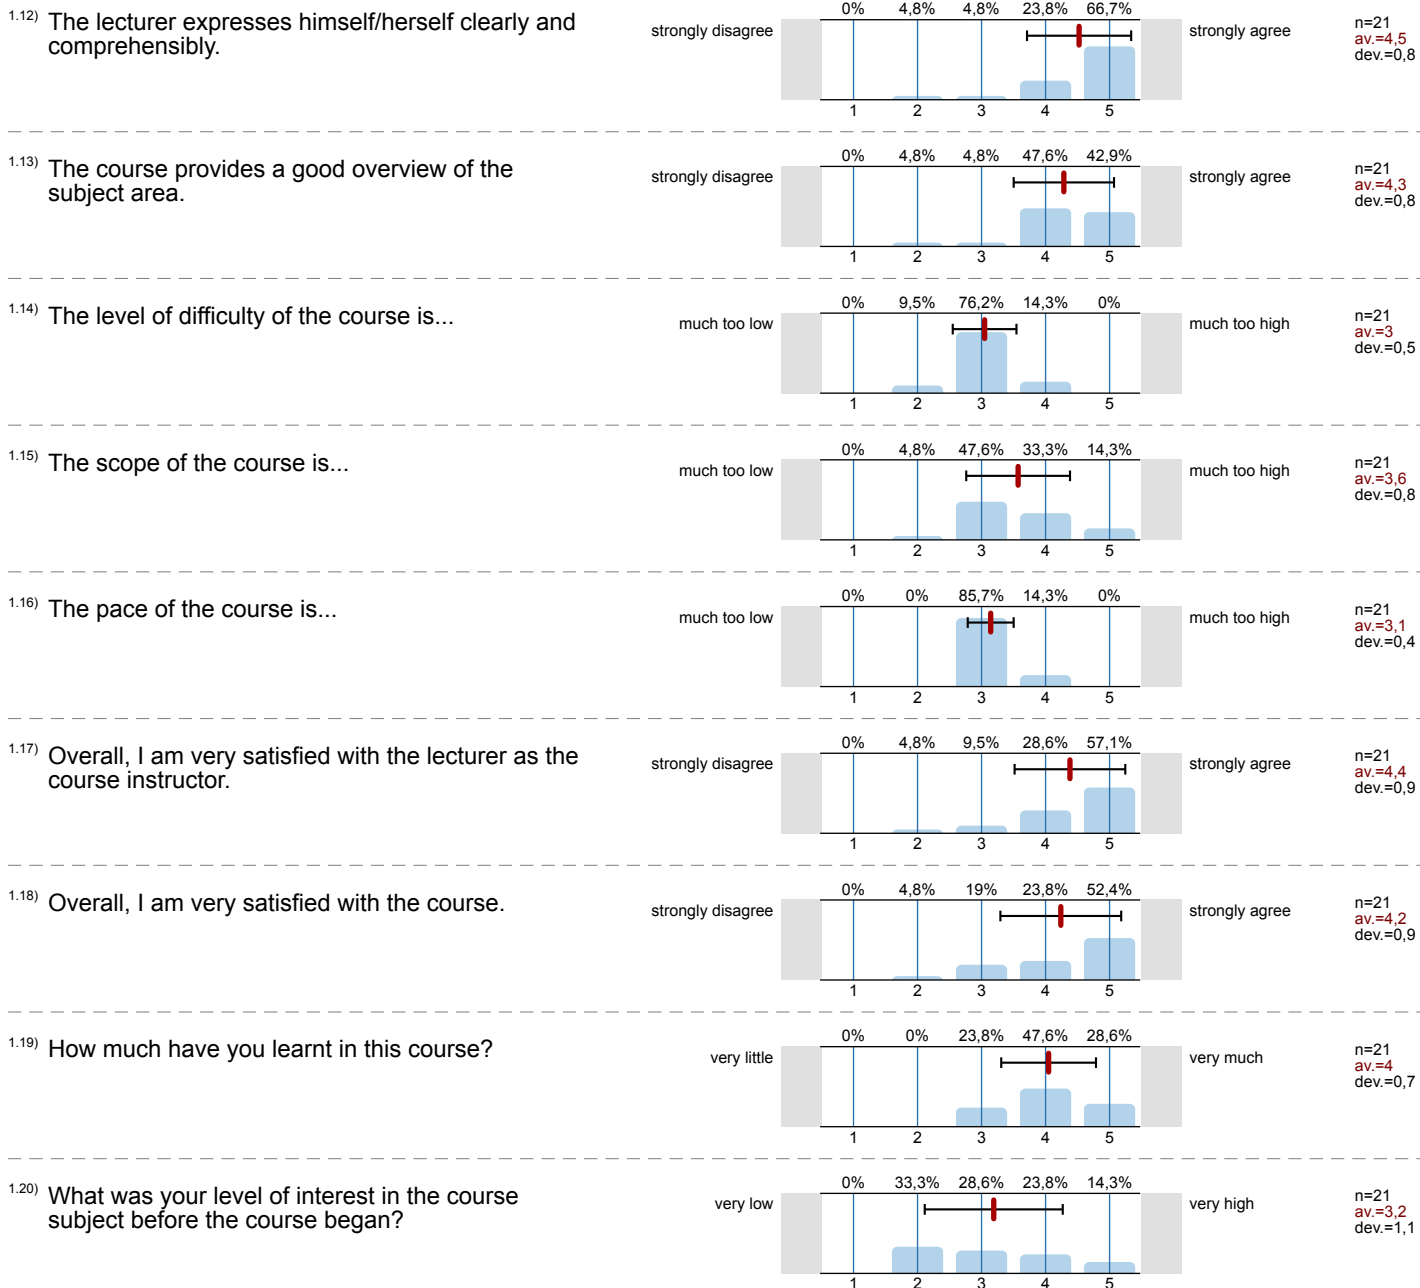 1.12) The lecturer expresses himself/herself clearly and
comprehensibly.
strongly disagree
0% 4,8% 4,8% 23,8% 66,7%
1 2 3 4 5
strongly agree
n=21
av.=4,5
dev.=0,8
1.13) The course provides a good overview of the
subject area.
strongly disagree
0% 4,8% 4,8% 47,6% 42,9%
1 2 3 4 5
strongly agree
n=21
av.=4,3
dev.=0,8
1.14) The level of difficulty of the course is...
much too low
0% 9,5% 76,2% 14,3% 0%
1 2 3 4 5
much too high
n=21
av.=3
dev.=0,5
1.15) The scope of the course is...
much too low
0% 4,8% 47,6% 33,3% 14,3%
1 2 3 4 5
much too high
n=21
av.=3,6
dev.=0,8
1.16) The pace of the course is...
much too low
0% 0% 85,7% 14,3% 0%
1 2 3 4 5
much too high
n=21
av.=3,1
dev.=0,4
1.17) Overall, I am very satisfied with the lecturer as the
course instructor.
strongly disagree
0% 4,8% 9,5% 28,6% 57,1%
1 2 3 4 5
strongly agree
n=21
av.=4,4
dev.=0,9
1.18) Overall, I am very satisfied with the course.
strongly disagree
0% 4,8% 19% 23,8% 52,4%
1 2 3 4 5
strongly agree
n=21
av.=4,2
dev.=0,9
1.19) How much have you learnt in this course?
very little
0% 0% 23,8% 47,6% 28,6%
1 2 3 4 5
very much
n=21
av.=4
dev.=0,7
1.20) What was your level of interest in the course
subject before the course began?
very low
0% 33,3% 28,6% 23,8% 14,3%
1 2 3 4 5
very high
n=21
av.=3,2
dev.=1,1